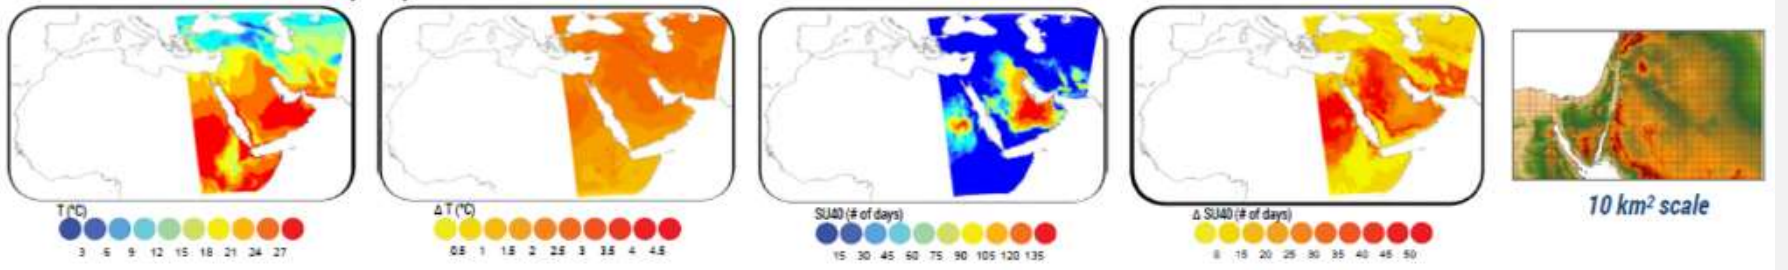 T (°C)
3 6 9 12 15 18 21 24 27
Δ T (°C)
0.5 1 1.5 2 2.5 3 3.5 4 4.5
SU40 (# of days)
15 30 45 60 75 90 105 120 135
Δ SU40 (# of days)
15 20 25 30 35 40 45 50
10 km² scale